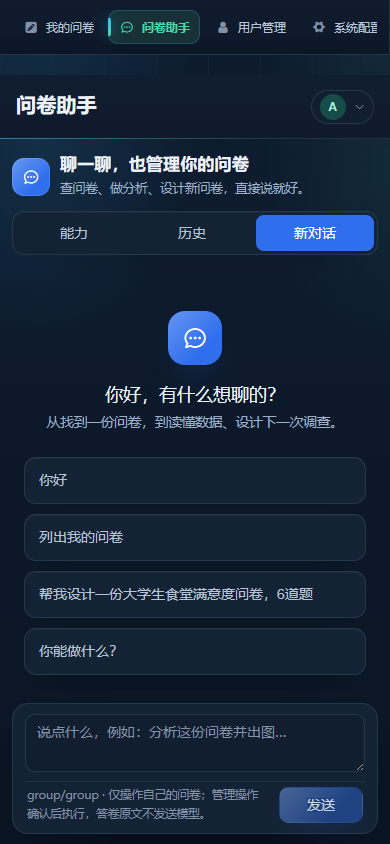 我的问卷
问卷助手
用户管理
系统配置
问卷助手
A
聊一聊，也管理你的问卷
查问卷、做分析、设计新问卷，直接说就好。
能力
历史
新对话
你好，有什么想聊的？
从找到一份问卷，到读懂数据、设计下一次调查。
你好
列出我的问卷
帮我设计一份大学生食堂满意度问卷，6道题
你能做什么？
说点什么，例如：分析这份问卷并出图...
group/group · 仅操作自己的问卷；管理操作
确认后执行，答卷原文不发送模型。
发送